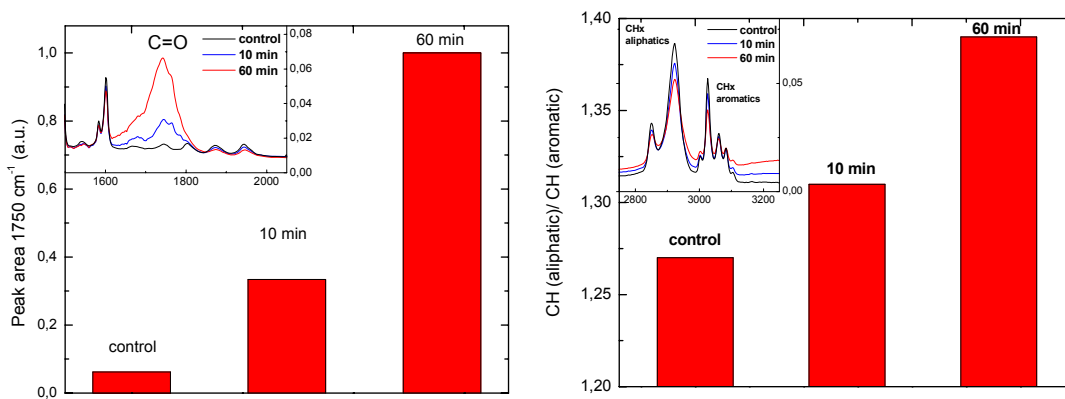 Peak area 1750 cm⁻¹ (a.u.)
1,0
0,8
0,6
0,4
0,2
0,0
C=O
control
10 min
60 min
0,08
0,06
0,04
0,02
0,00
1600
1800
2000
control
10 min
60 min
CH (aliphatic)/ CH (aromatic)
1,40
1,35
1,30
1,25
1,20
CHx
aliphatics
control
10 min
60 min
CHx
aromatics
0,05
0,00
2800
3000
3200
control
10 min
60 min